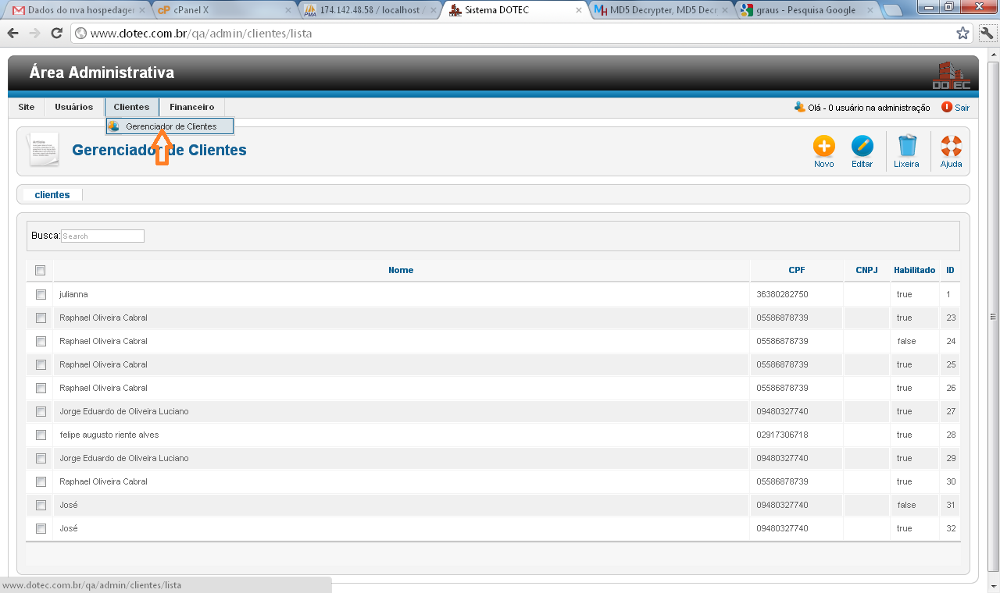 Dados do nva hospedager
cPanel X
174.142.48.58 / localhost /
Sistema DOTEC
MD5 Decrypter, MD5 Decr
graus - Pesquisa Google
www.dotec.com.br/qa/admin/clientes/lista
Área Administrativa
DOTEC
Site Usuários Clientes Financeiro
Olá - 0 usuário na administração Sair
Gerenciador de Clientes
Gerenciador de Clientes
Novo Editar Lixeira Ajuda
clientes
Busca: Search
Nome CPF CNPJ Habilitado ID
julianna 36380282750 true 1
Raphael Oliveira Cabral 05586878739 true 23
Raphael Oliveira Cabral 05586878739 false 24
Raphael Oliveira Cabral 05586878739 true 25
Raphael Oliveira Cabral 05586878739 true 26
Jorge Eduardo de Oliveira Luciano 09480327740 true 27
felipe augusto riente alves 02917306718 true 28
Jorge Eduardo de Oliveira Luciano 09480327740 true 29
Raphael Oliveira Cabral 05586878739 true 30
José 09480327740 false 31
José 09480327740 true 32
www.dotec.com.br/qa/admin/clientes/lista